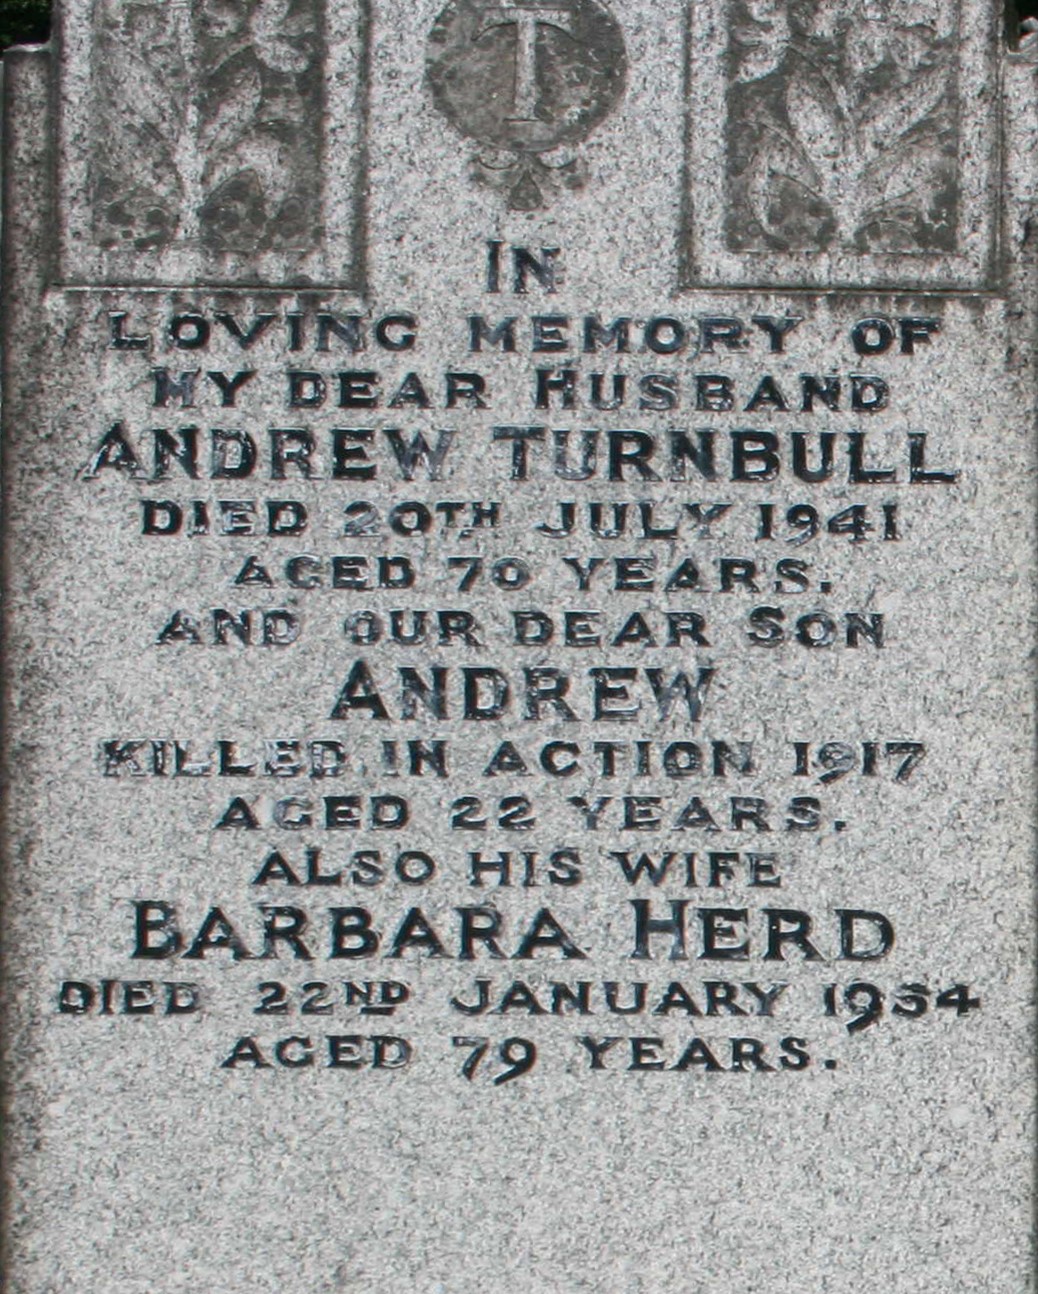 T
IN
LOVING MEMORY OF
MY DEAR HUSBAND
ANDREW TURNBULL
DIED 20TH JULY 1941
AGED 70 YEARS.
AND OUR DEAR SON
ANDREW
KILLED IN ACTION 1917
AGED 22 YEARS.
ALSO HIS WIFE
BARBARA HERD
DIED 22ND JANUARY 1954
AGED 79 YEARS.